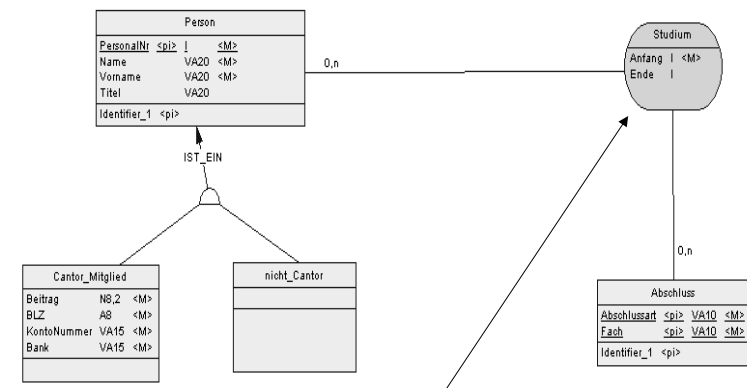 Person
PersonalNr <pi> I <M>
Name VA20 <M>
Vorname VA20 <M>
Titel VA20
Identifier_1 <pi>
0,n
Studium
Anfang I <M>
Ende I
IST_EIN
0,n
Cantor_Mitglied
Beitrag N8,2 <M>
BLZ A8 <M>
KontoNummer VA15 <M>
Bank VA15 <M>
nicht_Cantor
Abschluss
Abschlussart <pi> VA10 <M>
Fach <pi> VA10 <M>
Identifier_1 <pi>